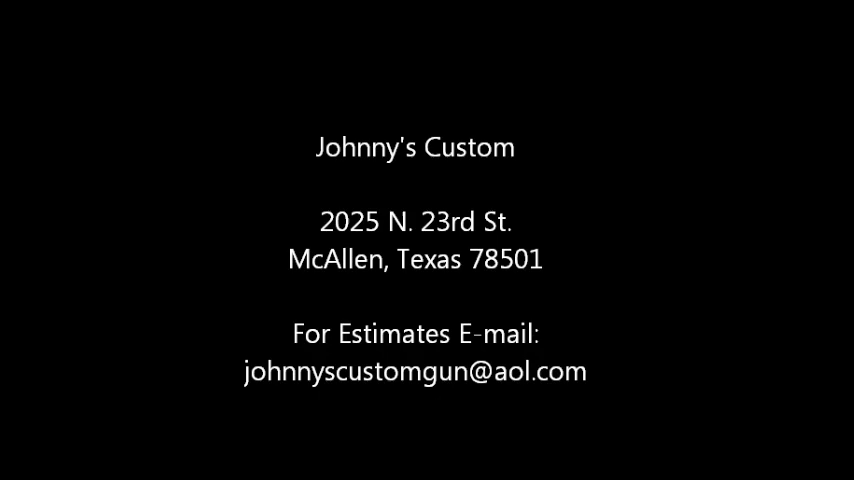 Johnny's Custom
2025 N. 23rd St.
McAllen, Texas 78501
For Estimates E-mail:
johnnyscustomgun@aol.com